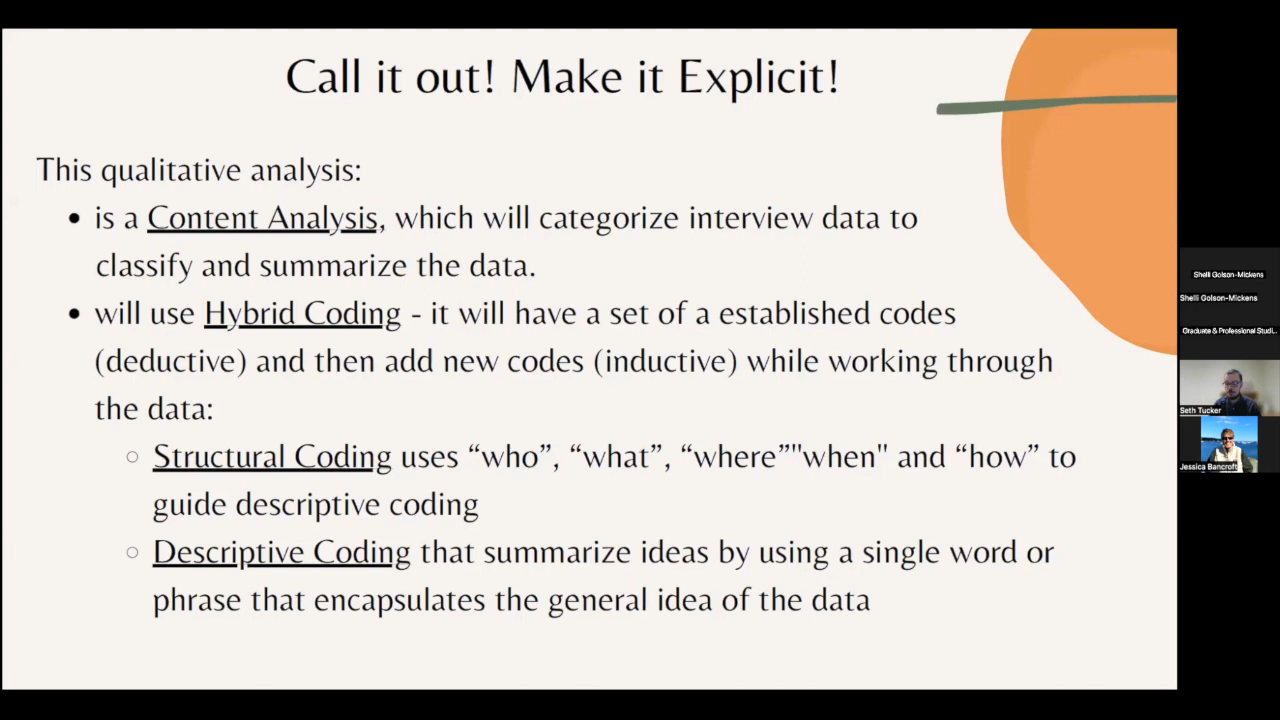 Call it out! Make it Explicit!
This qualitative analysis:
• is a Content Analysis, which will categorize interview data to
classify and summarize the data.
• will use Hybrid Coding - it will have a set of a established codes
(deductive) and then add new codes (inductive) while working through
the data:
○ Structural Coding uses “who”, “what”, “where”"when" and “how” to
guide descriptive coding
○ Descriptive Coding that summarize ideas by using a single word or
phrase that encapsulates the general idea of the data
Shelli Golson-Mickens
Shelli Golson-Mickens
Graduate & Professional Studi...
Seth Tucker
Jessica Bancroft